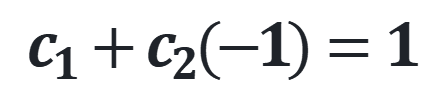 c₁ + c₂(−1) = 1